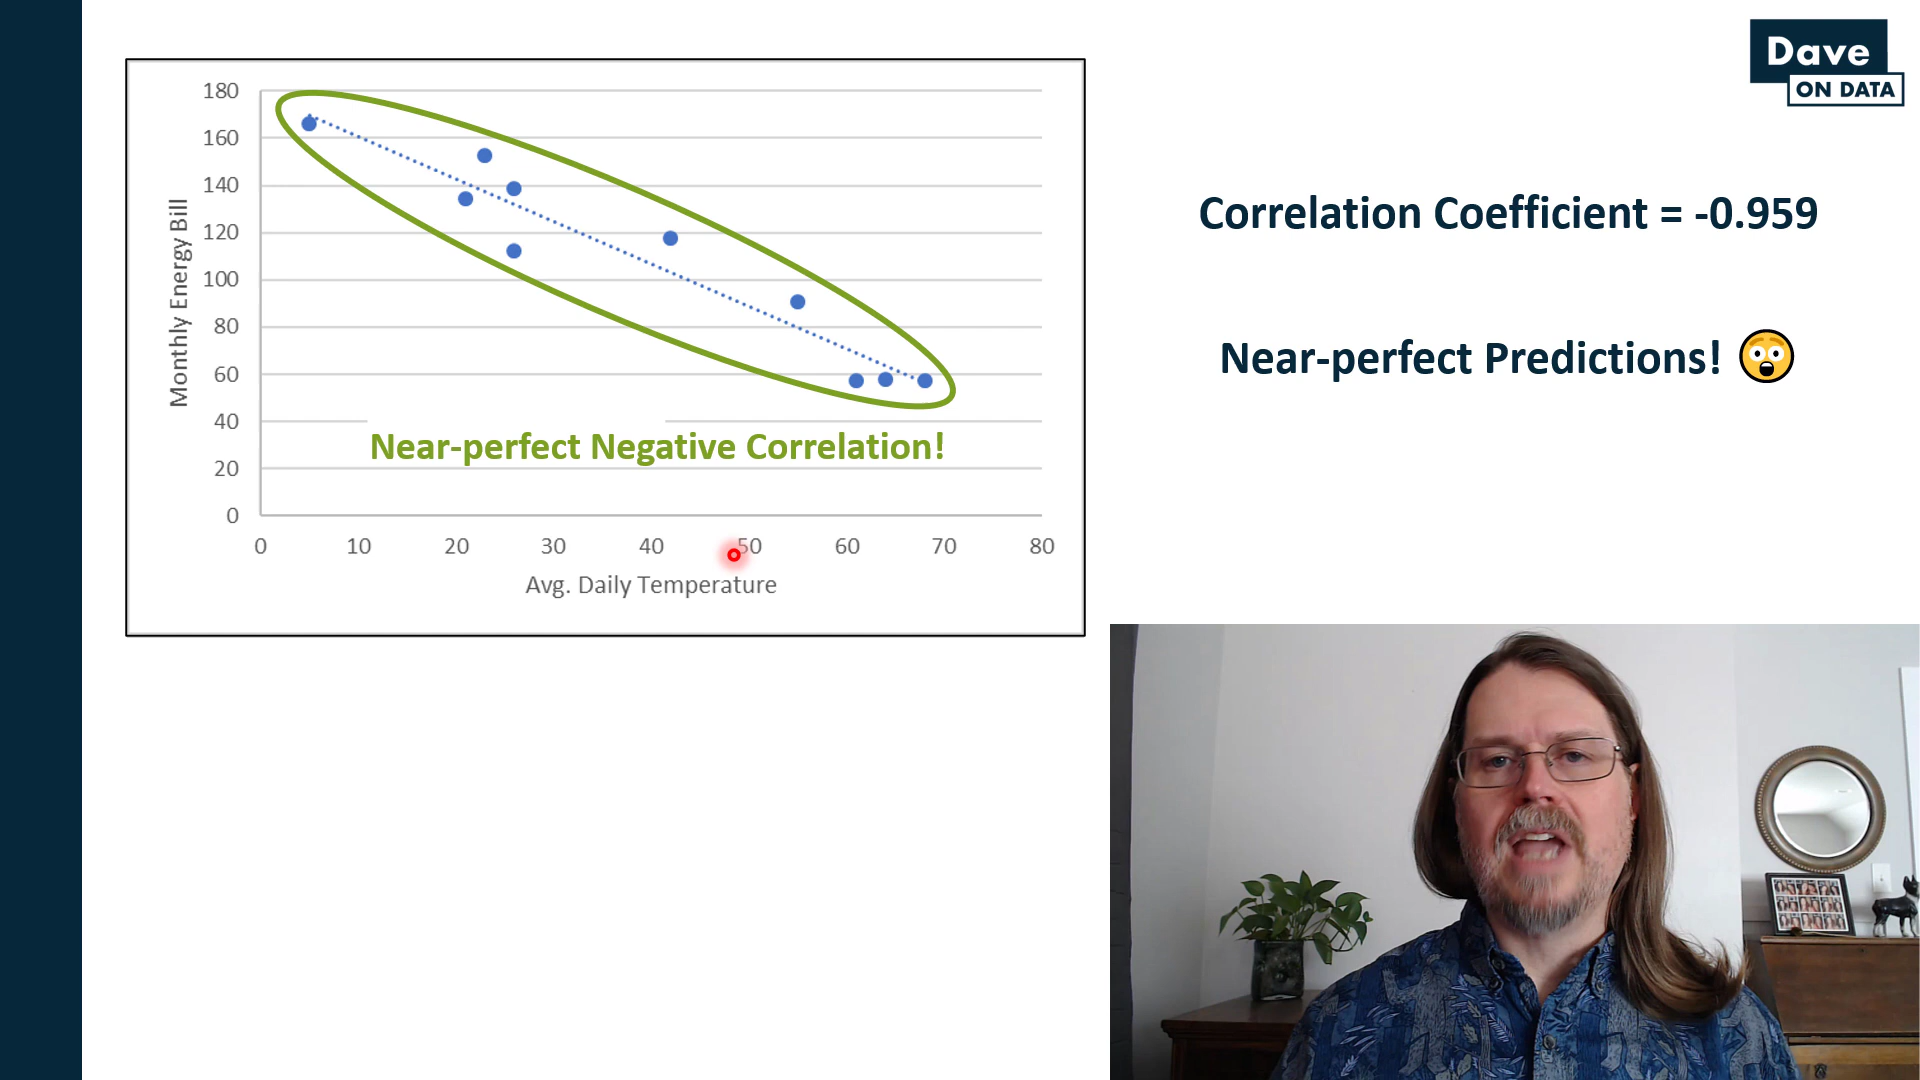 Dave
ON DATA
180
160
140
120
100
80
60
40
20
0
Monthly Energy Bill
Near-perfect Negative Correlation!
0 10 20 30 40 50 60 70 80
Avg. Daily Temperature
Correlation Coefficient = -0.959
Near-perfect Predictions! 😲